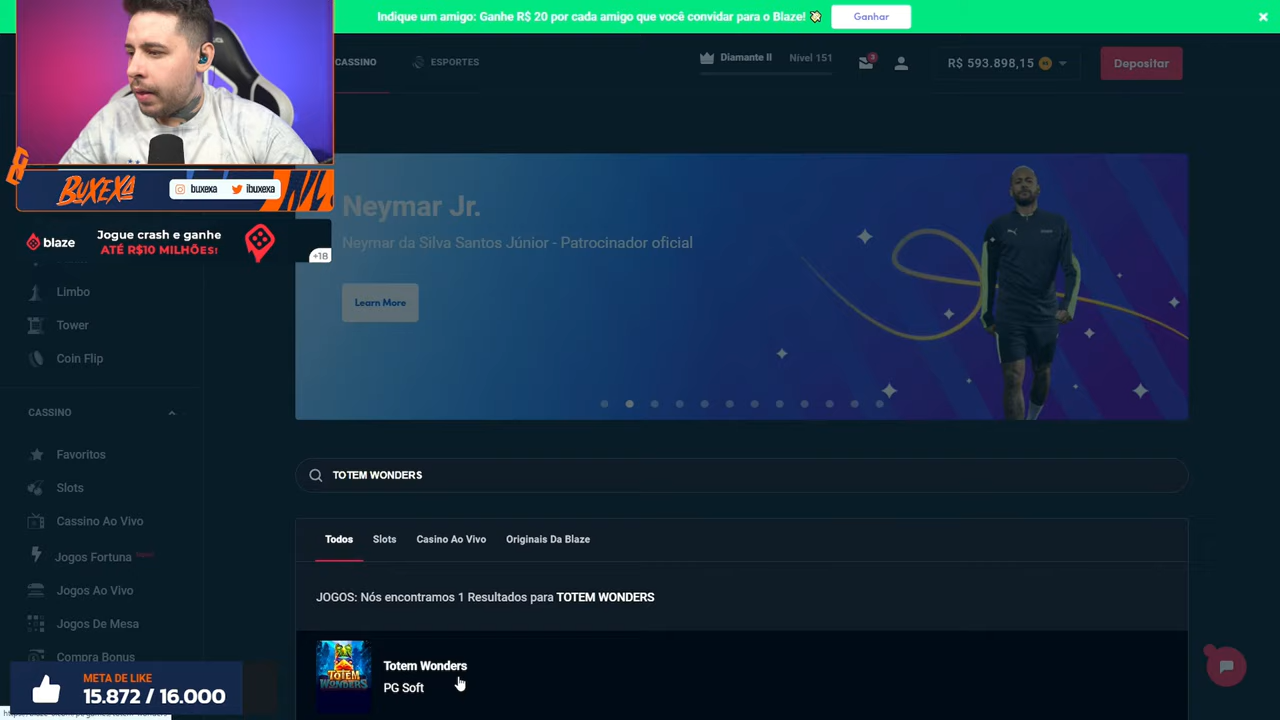 Indique um amigo: Ganhe R$ 20 por cada amigo que você convidar para o Blaze!
Ganhar
CASSINO
ESPORTES
Diamante II
Nível 151
3
R$ 593.898,15
Depositar
BUXEXA
buxexa
ibuxexa
blaze
Jogue crash e ganhe
ATÉ R$10 MILHÕES!
+18
Neymar Jr.
Neymar da Silva Santos Júnior - Patrocinador oficial
Learn More
Limbo
Tower
Coin Flip
CASSINO
Favoritos
Slots
Cassino Ao Vivo
Jogos Fortuna
Jogos Ao Vivo
Jogos De Mesa
Compra Bonus
TOTEM WONDERS
Todos
Slots
Casino Ao Vivo
Originais Da Blaze
JOGOS: Nós encontramos 1 Resultados para TOTEM WONDERS
TOTEM
WONDERS
Totem Wonders
PG Soft
META DE LIKE
15.872 / 16.000